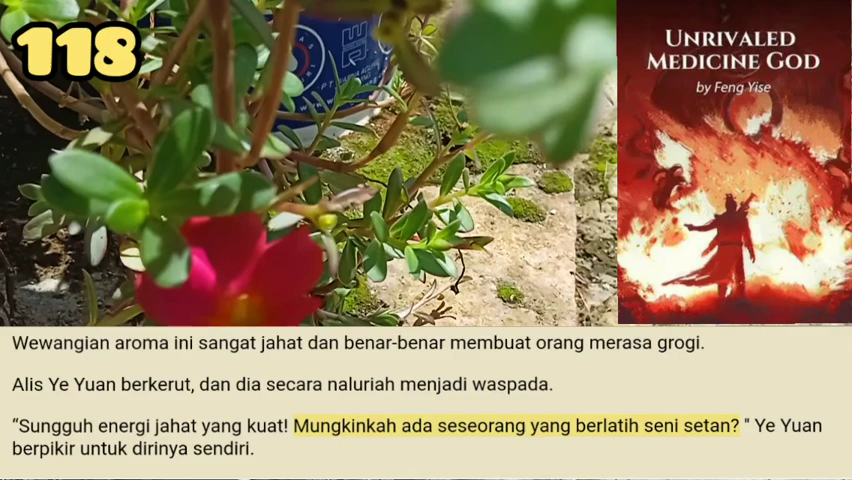 118
UNRIVALED
MEDICINE GOD
by Feng Yise
Wewangian aroma ini sangat jahat dan benar-benar membuat orang merasa grogi.
Alis Ye Yuan berkerut, dan dia secara naluriah menjadi waspada.
“Sungguh energi jahat yang kuat! Mungkinkah ada seseorang yang berlatih seni setan? " Ye Yuan
berpikir untuk dirinya sendiri.